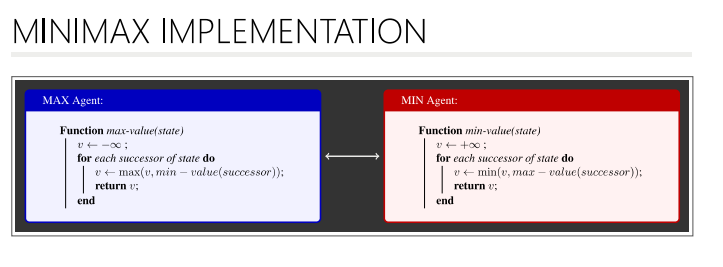 MINIMAX IMPLEMENTATION
MAX Agent:
Function max-value(state)
v ← −∞ ;
for each successor of state do
v ← max(v, min − value(successor));
return v;
end
MIN Agent:
Function min-value(state)
v ← +∞ ;
for each successor of state do
v ← min(v, max − value(successor));
return v;
end